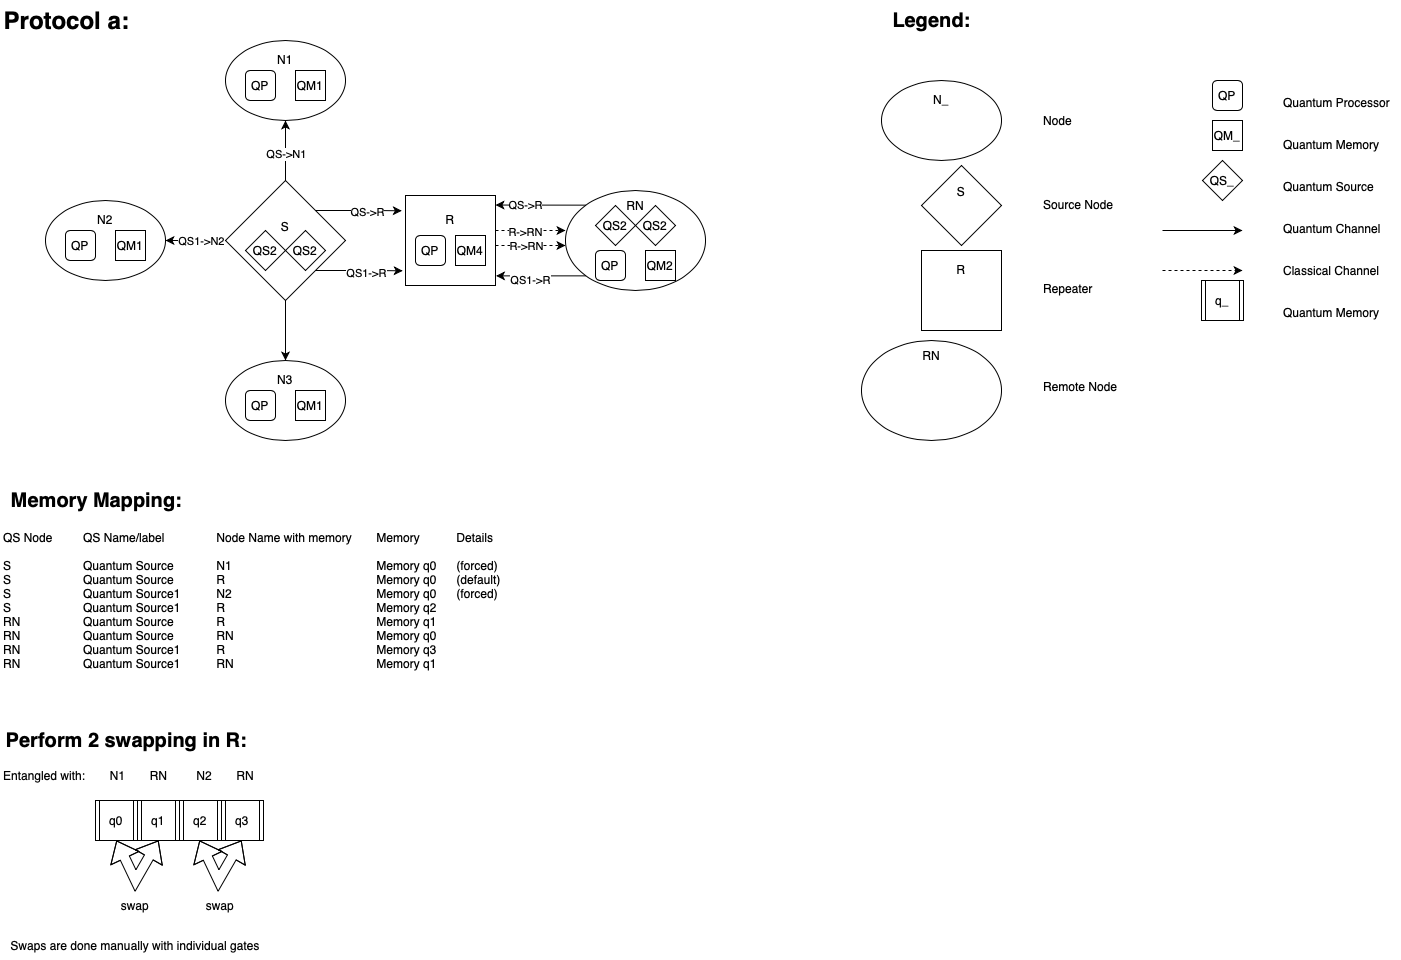 Protocol a:
Legend:
N1
QP QM1
QS->N1
N2
QP QM1
QS1->N2
S
QS2 QS2
QS->R
QS1->R
R
QP QM4
QS->R
R->RN
R->RN
QS1->R
RN
QS2 QS2
QP QM2
N3
QP QM1
N_
Node
S
Source Node
R
Repeater
RN
Remote Node
QP
Quantum Processor
QM_
Quantum Memory
QS_
Quantum Source
Quantum Channel
Classical Channel
q_
Quantum Memory
Memory Mapping:
QS Node QS Name/label Node Name with memory Memory Details
S Quantum Source N1 Memory q0 (forced)
S Quantum Source R Memory q0 (default)
S Quantum Source1 N2 Memory q0 (forced)
S Quantum Source1 R Memory q2
RN Quantum Source R Memory q1
RN Quantum Source RN Memory q0
RN Quantum Source1 R Memory q3
RN Quantum Source1 RN Memory q1
Perform 2 swapping in R:
Entangled with: N1 RN N2 RN
q0 q1 q2 q3
swap swap
Swaps are done manually with individual gates